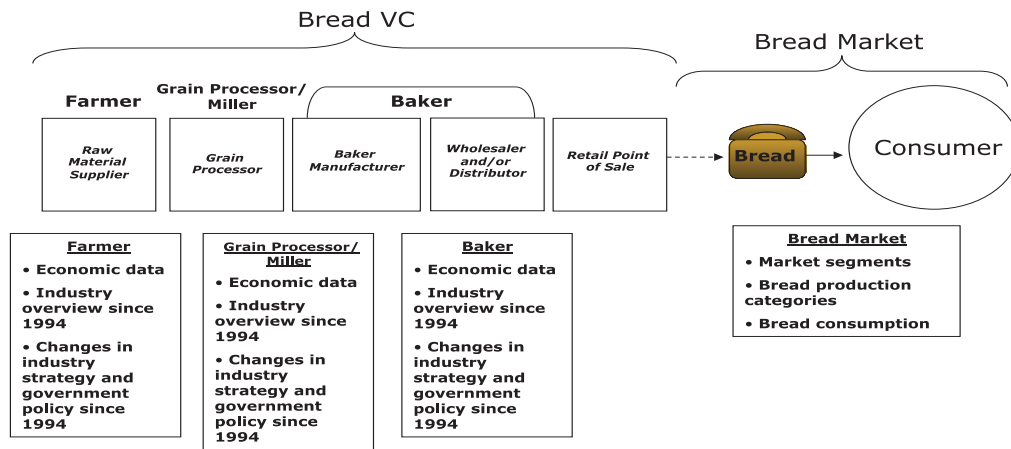 Bread VC
Bread Market
Farmer
Grain Processor/
Miller
Baker
Raw
Material
Supplier
Grain
Processor
Baker
Manufacturer
Wholesaler
and/or
Distributor
Retail Point
of Sale
Bread
Consumer
Farmer
• Economic data
• Industry
overview since
1994
• Changes in
industry
strategy and
government
policy since
1994
Grain Processor/
Miller
• Economic data
• Industry
overview since
1994
• Changes in
industry
strategy and
government
policy since
1994
Baker
• Economic data
• Industry
overview since
1994
• Changes in
industry
strategy and
government
policy since
1994
Bread Market
• Market segments
• Bread production
categories
• Bread consumption